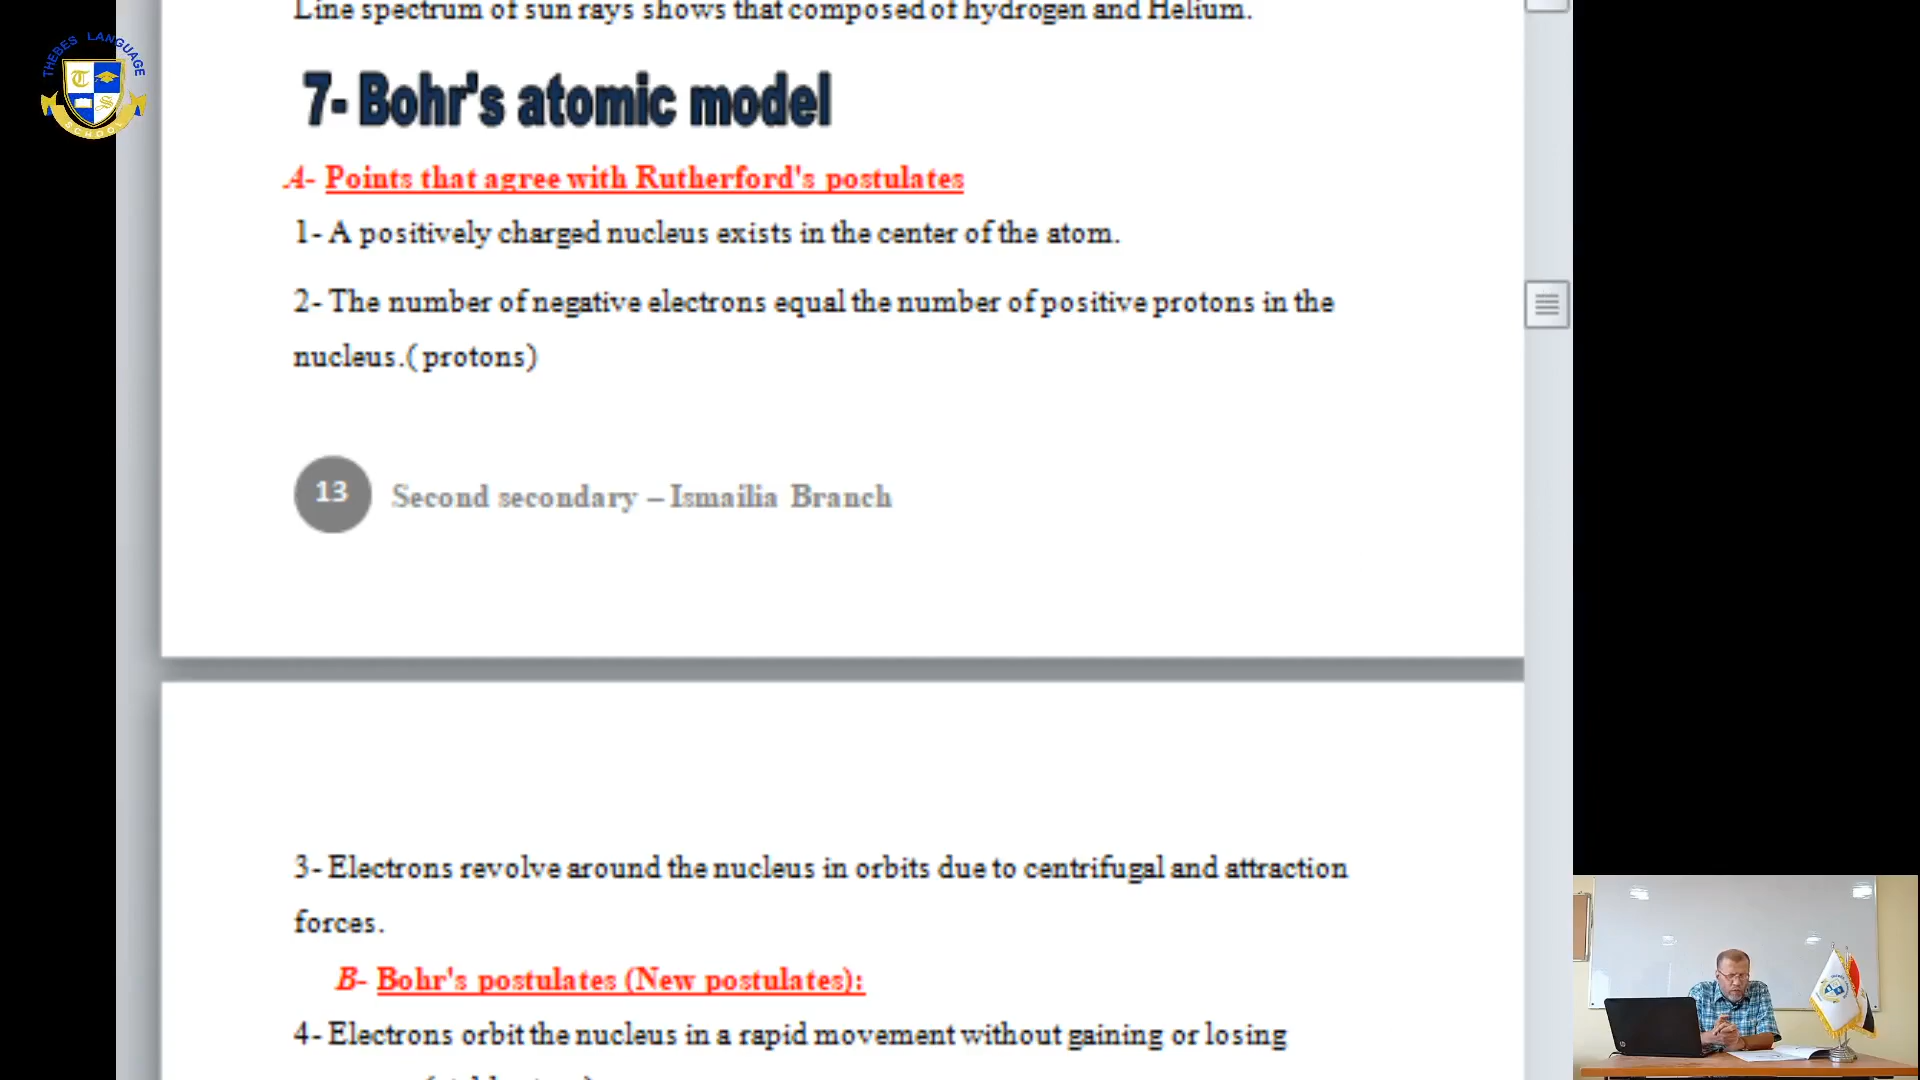 THEBES LANGUAGE
SCHOOL
Line spectrum of sun rays shows that composed of hydrogen and Helium.
7- Bohr's atomic model
A- Points that agree with Rutherford's postulates
1- A positively charged nucleus exists in the center of the atom.
2- The number of negative electrons equal the number of positive protons in the
nucleus.( protons)
13 Second secondary – Ismailia Branch
3- Electrons revolve around the nucleus in orbits due to centrifugal and attraction
forces.
B- Bohr's postulates (New postulates):
4- Electrons orbit the nucleus in a rapid movement without gaining or losing